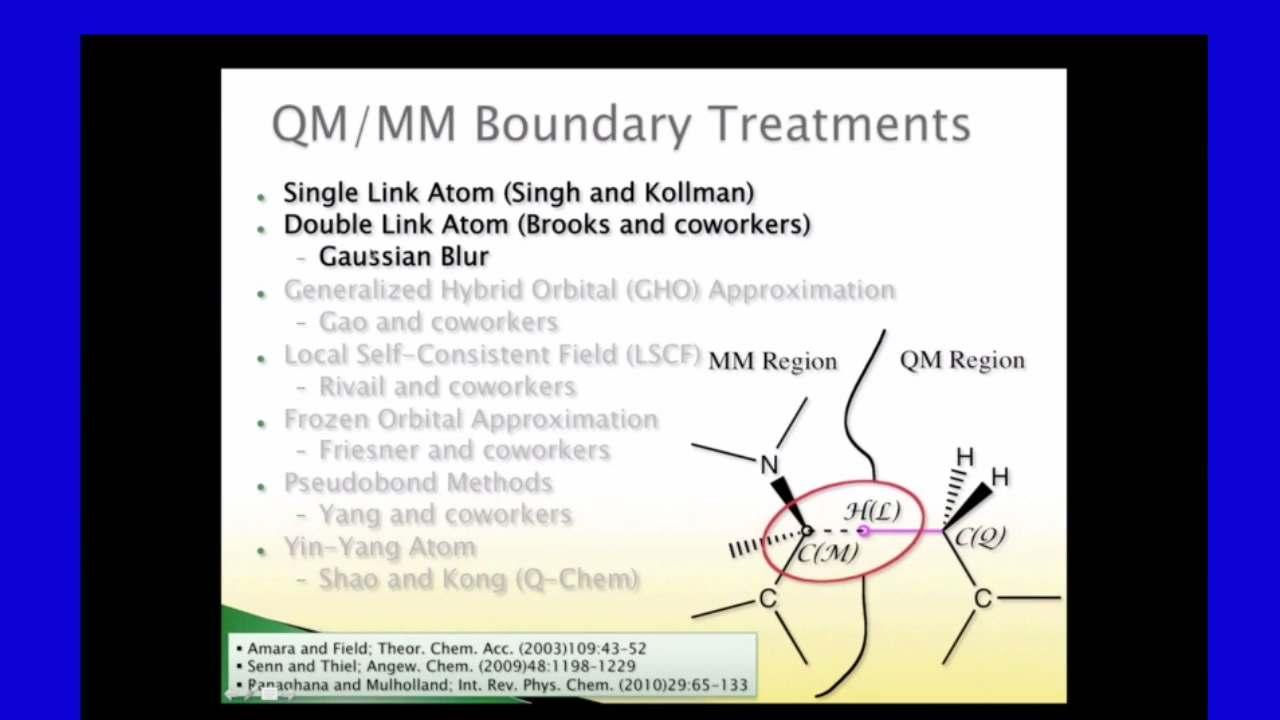 QM/MM Boundary Treatments
• Single Link Atom (Singh and Kollman)
• Double Link Atom (Brooks and coworkers)
– Gaussian Blur
• Generalized Hybrid Orbital (GHO) Approximation
– Gao and coworkers
• Local Self-Consistent Field (LSCF)
– Rivail and coworkers
• Frozen Orbital Approximation
– Friesner and coworkers
• Pseudobond Methods
– Yang and coworkers
• Yin-Yang Atom
– Shao and Kong (Q-Chem)
MM Region
QM Region
H
H
N
H(L)
C(M)
C(Q)
C
C
▪ Amara and Field; Theor. Chem. Acc. (2003)109:43-52
▪ Senn and Thiel; Angew. Chem. (2009)48:1198-1229
▪ Ranaghana and Mulholland; Int. Rev. Phys. Chem. (2010)29:65-133